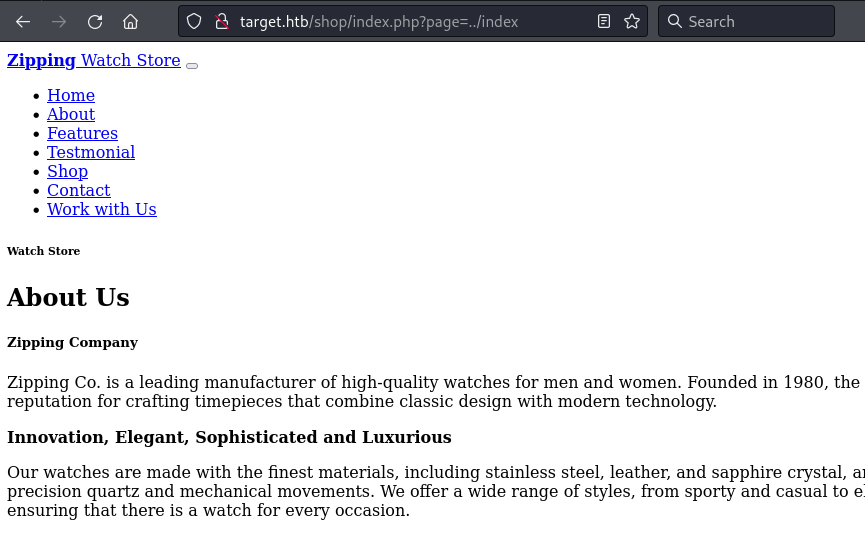 target.htb/shop/index.php?page=../index
Search
Zipping Watch Store
Home
About
Features
Testmonial
Shop
Contact
Work with Us
Watch Store
About Us
Zipping Company
Zipping Co. is a leading manufacturer of high-quality watches for men and women. Founded in 1980, the
reputation for crafting timepieces that combine classic design with modern technology.
Innovation, Elegant, Sophisticated and Luxurious
Our watches are made with the finest materials, including stainless steel, leather, and sapphire crystal,
precision quartz and mechanical movements. We offer a wide range of styles, from sporty and casual to
ensuring that there is a watch for every occasion.